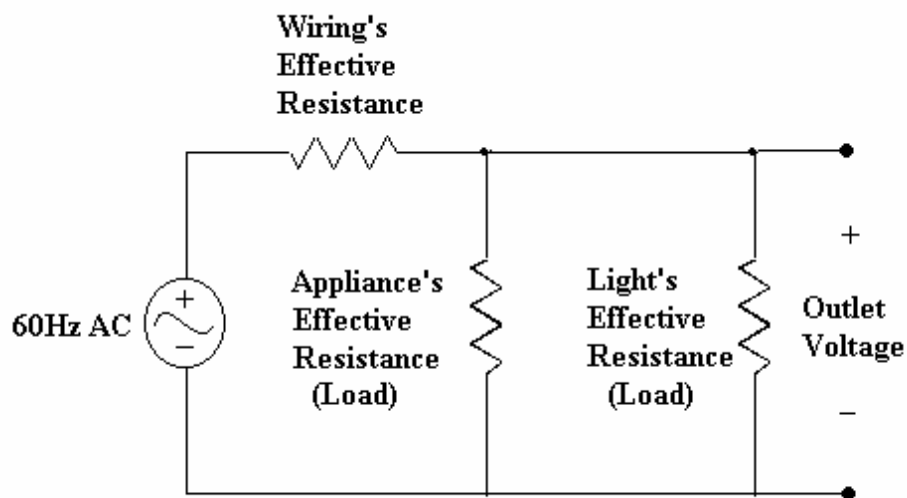 Wiring's
Effective
Resistance
60Hz AC
+
−
Appliance's
Effective
Resistance
(Load)
Light's
Effective
Resistance
(Load)
+
Outlet
Voltage
−